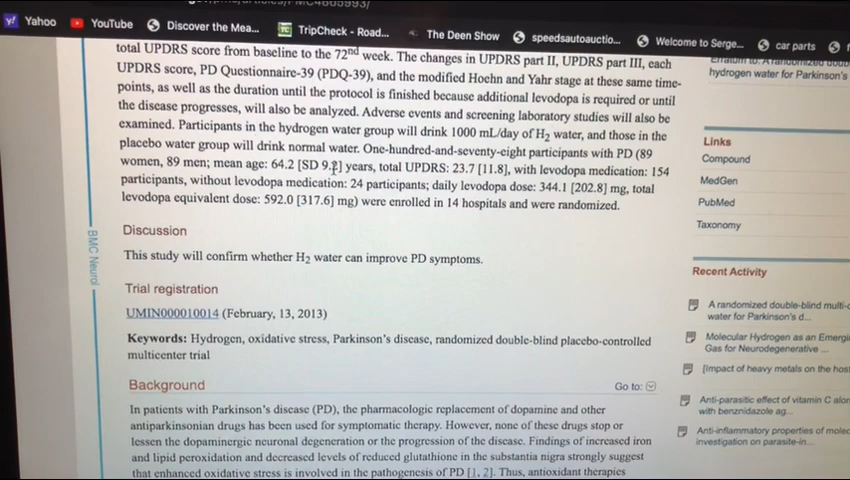 Yahoo YouTube Discover the Mea... TripCheck - Road... The Deen Show speedsautoauctio... Welcome to Serge... car parts
total UPDRS score from baseline to the 72nd week. The changes in UPDRS part II, UPDRS part III, each
UPDRS score, PD Questionnaire-39 (PDQ-39), and the modified Hoehn and Yahr stage at these same time-
points, as well as the duration until the protocol is finished because additional levodopa is required or until
the disease progresses, will also be analyzed. Adverse events and screening laboratory studies will also be
examined. Participants in the hydrogen water group will drink 1000 mL/day of H2 water, and those in the
placebo water group will drink normal water. One-hundred-and-seventy-eight participants with PD (89
women, 89 men; mean age: 64.2 [SD 9.2] years, total UPDRS: 23.7 [11.8], with levodopa medication: 154
participants, without levodopa medication: 24 participants; daily levodopa dose: 344.1 [202.8] mg, total
levodopa equivalent dose: 592.0 [317.6] mg) were enrolled in 14 hospitals and were randomized.
Discussion
This study will confirm whether H2 water can improve PD symptoms.
Trial registration
UMIN000010014 (February, 13, 2013)
Keywords: Hydrogen, oxidative stress, Parkinson's disease, randomized double-blind placebo-controlled
multicenter trial
Background
Go to:
In patients with Parkinson's disease (PD), the pharmacologic replacement of dopamine and other
antiparkinsonian drugs has been used for symptomatic therapy. However, none of these drugs stop or
lessen the dopaminergic neuronal degeneration or the progression of the disease. Findings of increased iron
and lipid peroxidation and decreased levels of reduced glutathione in the substantia nigra strongly suggest
that enhanced oxidative stress is involved in the pathogenesis of PD [1, 2]. Thus, antioxidant therapies
BMC Neurol
Erratum to: A randomized doub
hydrogen water for Parkinson's
Links
Compound
MedGen
PubMed
Taxonomy
Recent Activity
A randomized double-blind multi-c
water for Parkinson's d...
Molecular Hydrogen as an Emergi
Gas for Neurodegenerative ...
[Impact of heavy metals on the host
Anti-parasitic effect of vitamin C alon
with benznidazole ag...
Anti-inflammatory properties of molec
investigation on parasite-in...